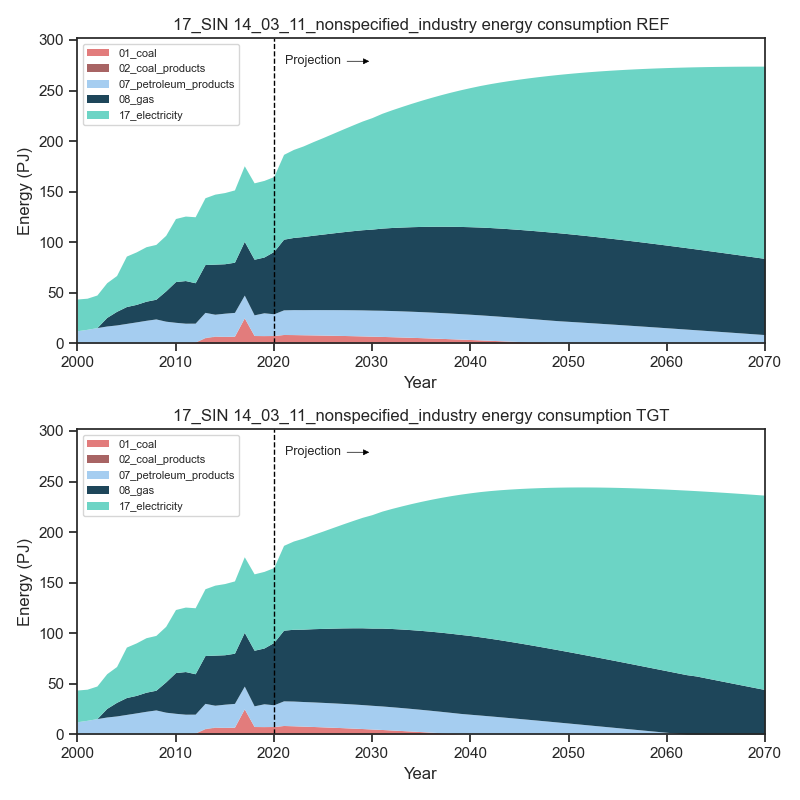 17_SIN 14_03_11_nonspecified_industry energy consumption REF
300
250
200
150
100
50
0
Energy (PJ)
01_coal
02_coal_products
07_petroleum_products
08_gas
17_electricity
Projection
2000 2010 2020 2030 2040 2050 2060 2070
Year
17_SIN 14_03_11_nonspecified_industry energy consumption TGT
300
250
200
150
100
50
0
Energy (PJ)
01_coal
02_coal_products
07_petroleum_products
08_gas
17_electricity
Projection
2000 2010 2020 2030 2040 2050 2060 2070
Year